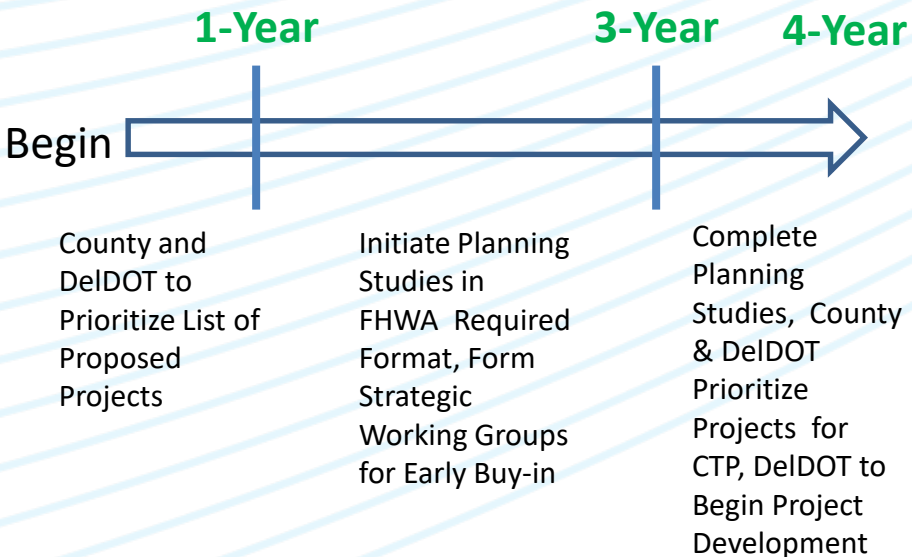 1-Year
3-Year
4-Year
Begin
County and
DelDOT to
Prioritize List of
Proposed
Projects
Initiate Planning
Studies in
FHWA Required
Format, Form
Strategic
Working Groups
for Early Buy-in
Complete
Planning
Studies, County
& DelDOT
Prioritize
Projects for
CTP, DelDOT to
Begin Project
Development